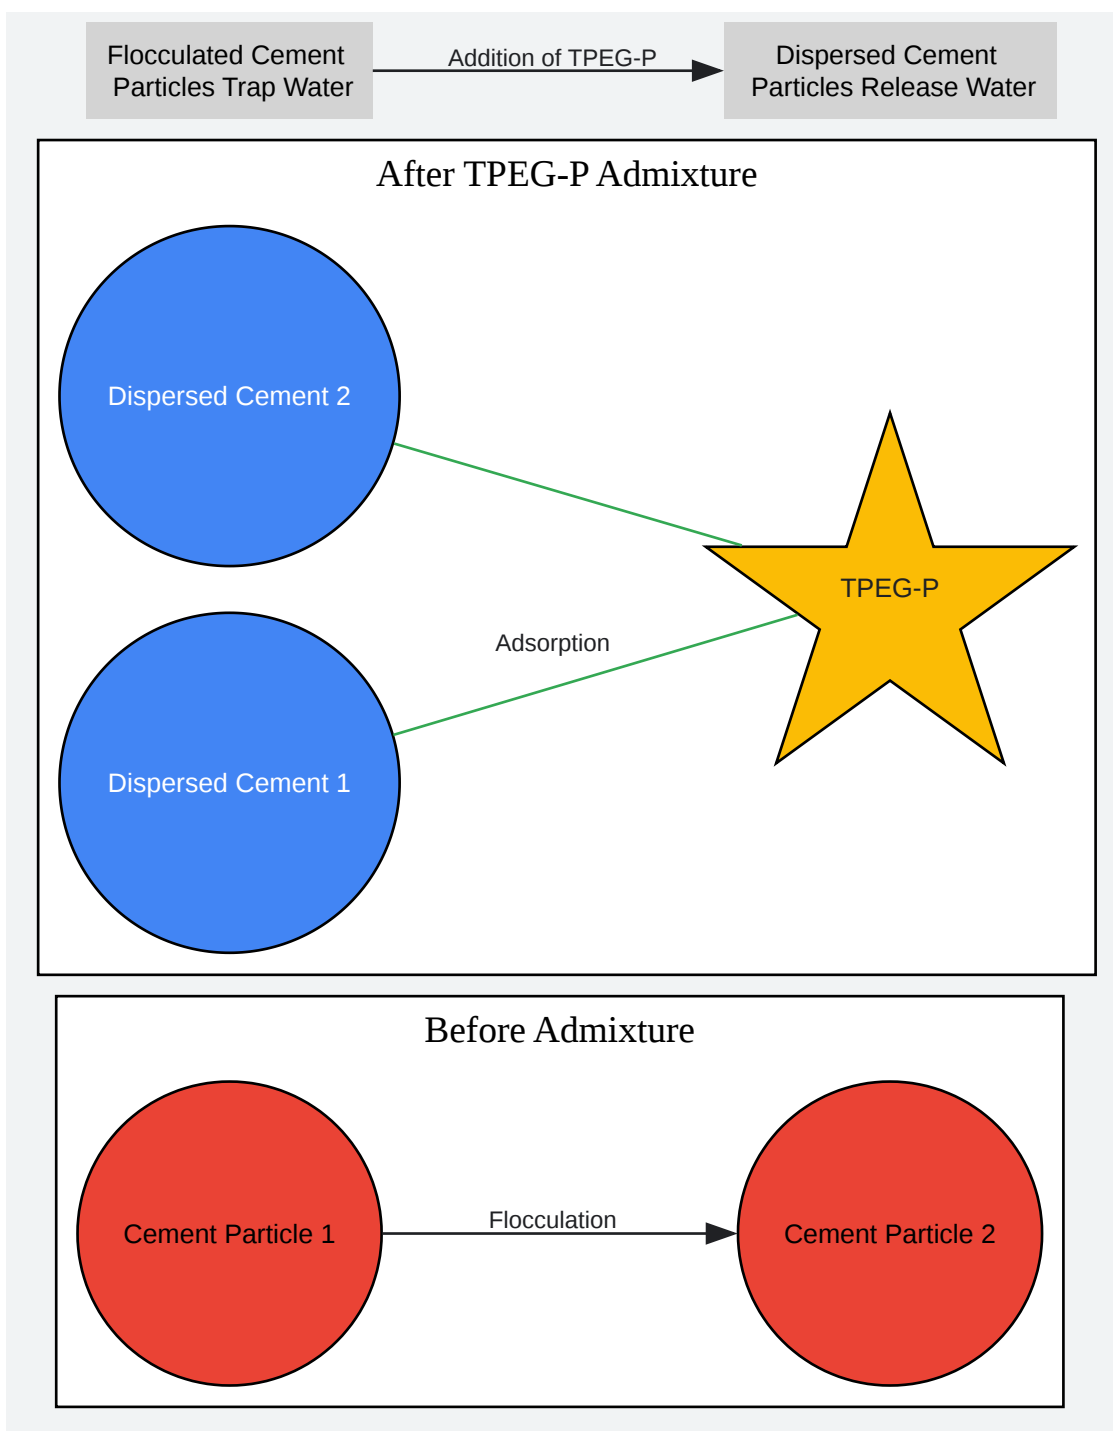 Flocculated Cement
Particles Trap Water
Addition of TPEG-P
Dispersed Cement
Particles Release Water
After TPEG-P Admixture
Dispersed Cement 2
TPEG-P
Adsorption
Dispersed Cement 1
Before Admixture
Cement Particle 1
Flocculation
Cement Particle 2